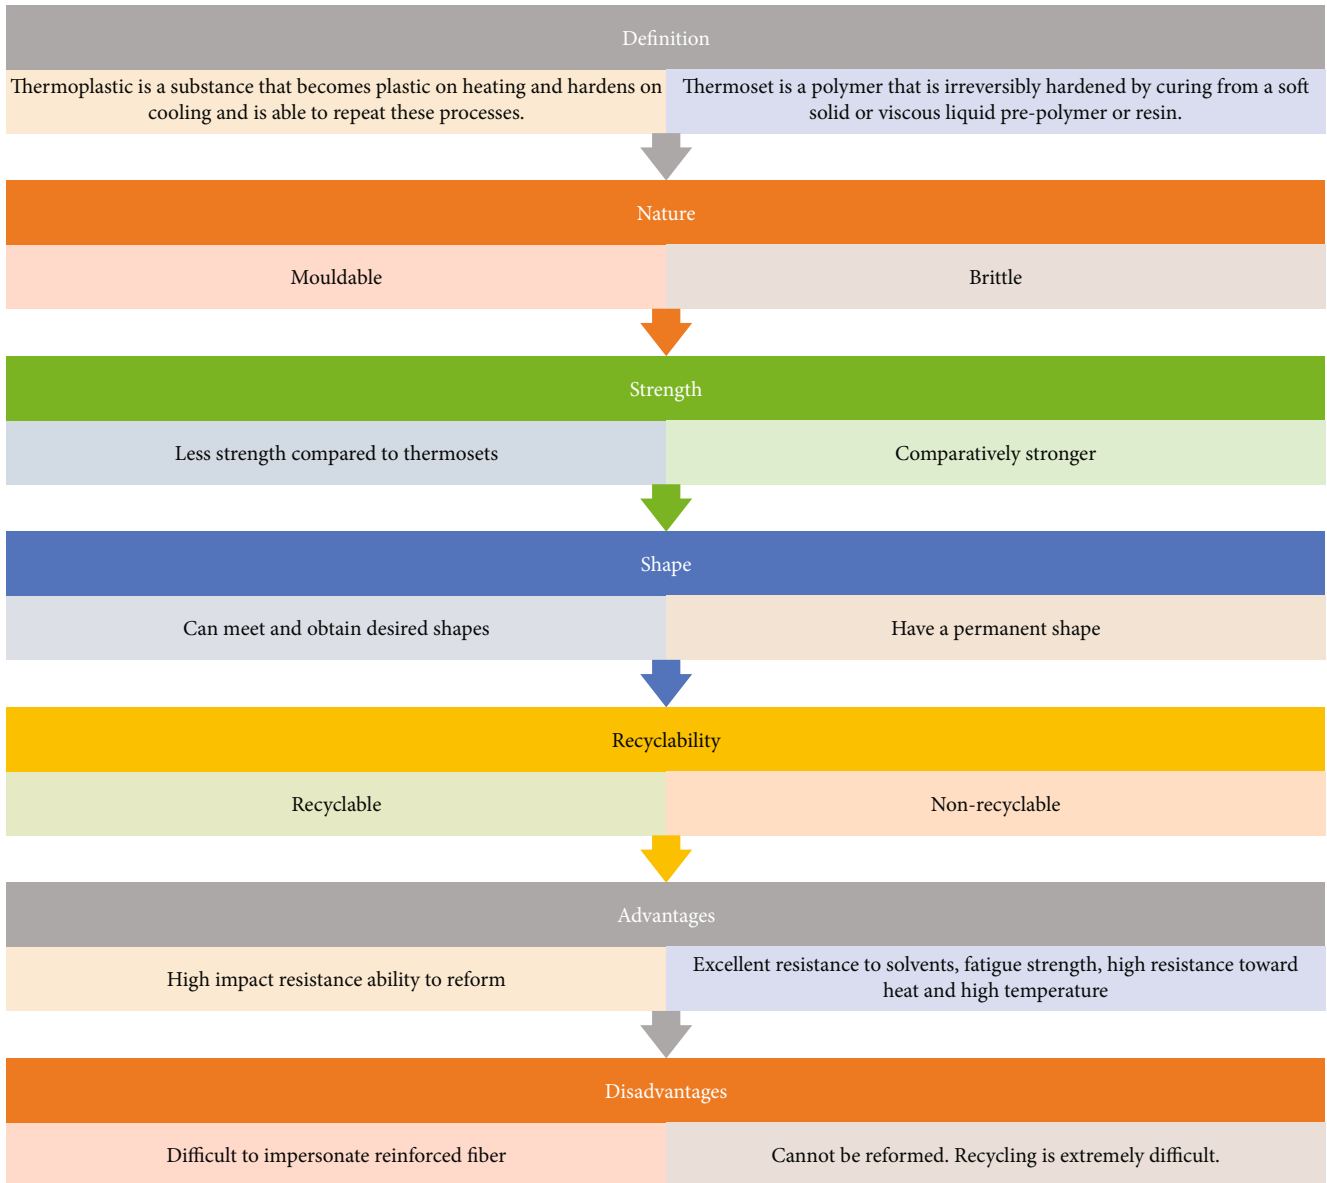 Definition
Thermoplastic is a substance that becomes plastic on heating and hardens on
cooling and is able to repeat these processes.
Thermoset is a polymer that is irreversibly hardened by curing from a soft
solid or viscous liquid pre-polymer or resin.
Nature
Mouldable
Brittle
Strength
Less strength compared to thermosets
Comparatively stronger
Shape
Can meet and obtain desired shapes
Have a permanent shape
Recyclability
Recyclable
Non-recyclable
Advantages
High impact resistance ability to reform
Excellent resistance to solvents, fatigue strength, high resistance toward
heat and high temperature
Disadvantages
Difficult to impersonate reinforced fiber
Cannot be reformed. Recycling is extremely difficult.